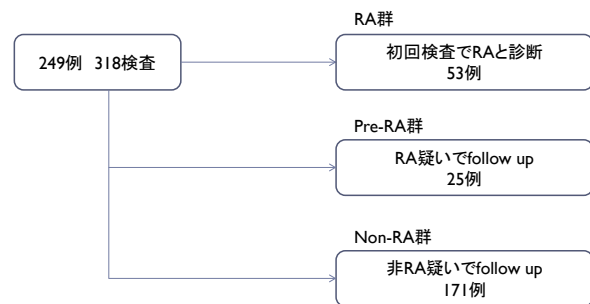 RA群
249例 318検査
初回検査でRAと診断
53例
Pre-RA群
RA疑いでfollow up
25例
Non-RA群
非RA疑いでfollow up
171例